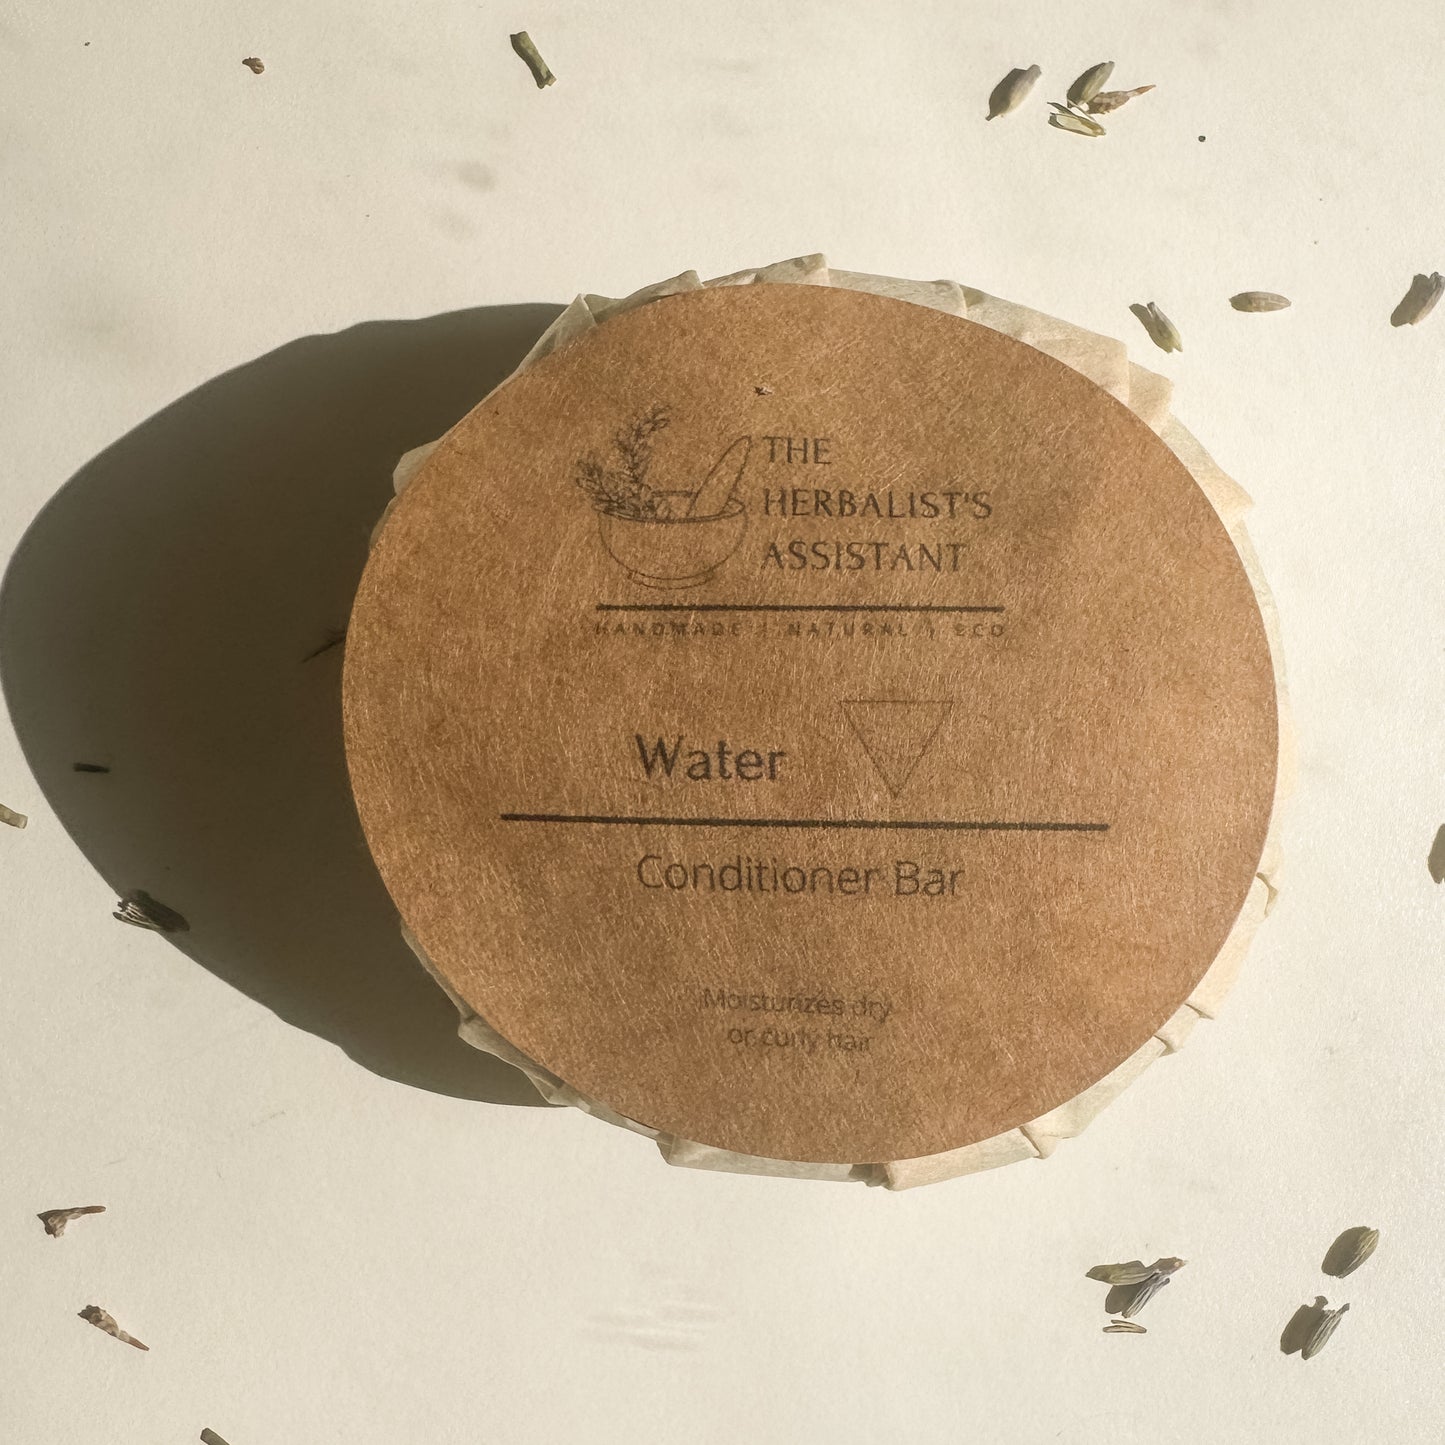 THE
HERBALIST'S
ASSISTANT
HANDMADE | NATURAL | ECO
Water
Conditioner Bar
Moisturizes dry
or curly hair